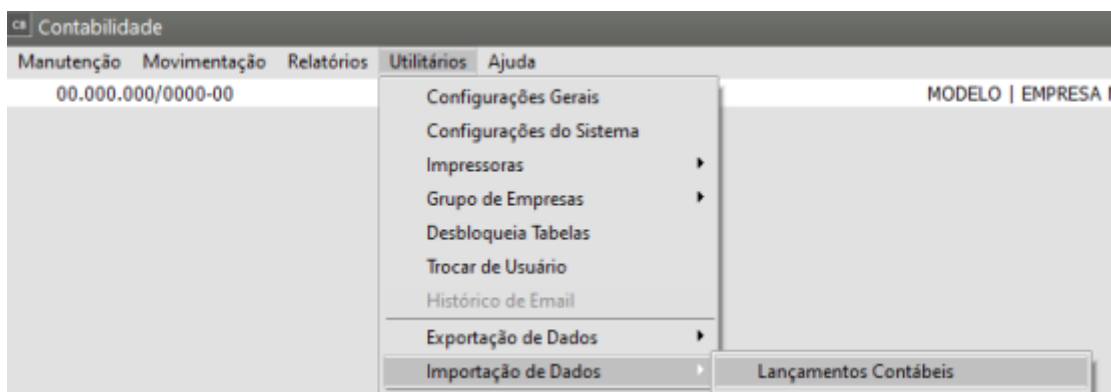 CB Contabilidade
Manutenção Movimentação Relatórios Utilitários Ajuda
00.000.000/0000-00 MODELO | EMPRESA
Configurações Gerais
Configurações do Sistema
Impressoras
Grupo de Empresas
Desbloqueia Tabelas
Trocar de Usuário
Histórico de Email
Exportação de Dados
Importação de Dados Lançamentos Contábeis